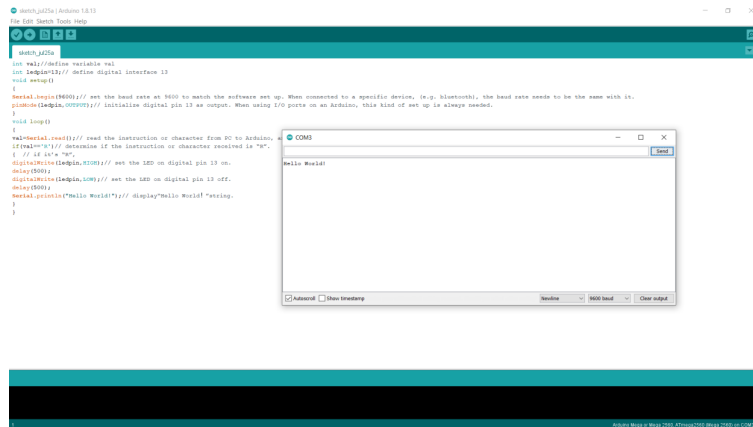 sketch_jul25a | Arduino 1.8.13
File Edit Sketch Tools Help
sketch_jul25a
int val;//define variable val
int ledpin=13;// define digital interface 13
void setup()
{
Serial.begin(9600);// set the baud rate at 9600 to match the software set up. When connected to a specific device, (e.g. bluetooth), the baud rate needs to be the same with it.
pinMode(ledpin,OUTPUT);// initialize digital pin 13 as output. When using I/O ports on an Arduino, this kind of set up is always needed.
}
void loop()
{
val=Serial.read();// read the instruction or character from PC to Arduino, a
if(val=='R')// determine if the instruction or character received is “R”.
{ // if it’s “R”,
digitalWrite(ledpin,HIGH);// set the LED on digital pin 13 on.
delay(500);
digitalWrite(ledpin,LOW);// set the LED on digital pin 13 off.
delay(500);
Serial.println("Hello World!");// display“Hello World！”string.
}
}
COM3
Send
Hello World!
Autoscroll Show timestamp Newline 9600 baud Clear output
1 Arduino Mega or Mega 2560, ATmega2560 (Mega 2560) on COM